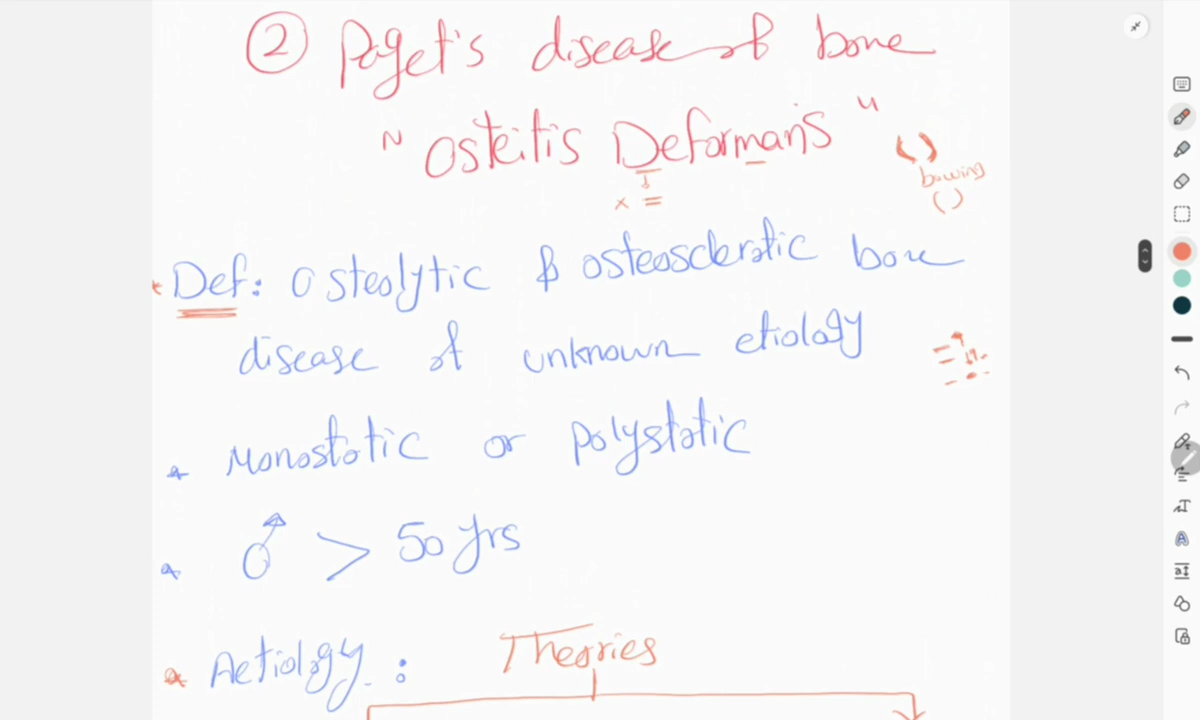 ② Paget's disease of bone
" Osteitis Deformans "
bowing
( )
x =
* Def: Osteolytic & osteosclerotic bone
disease of unknown etiology
* Monostotic or polystotic
* ♂ > 50 yrs
* Aetiology : Theories